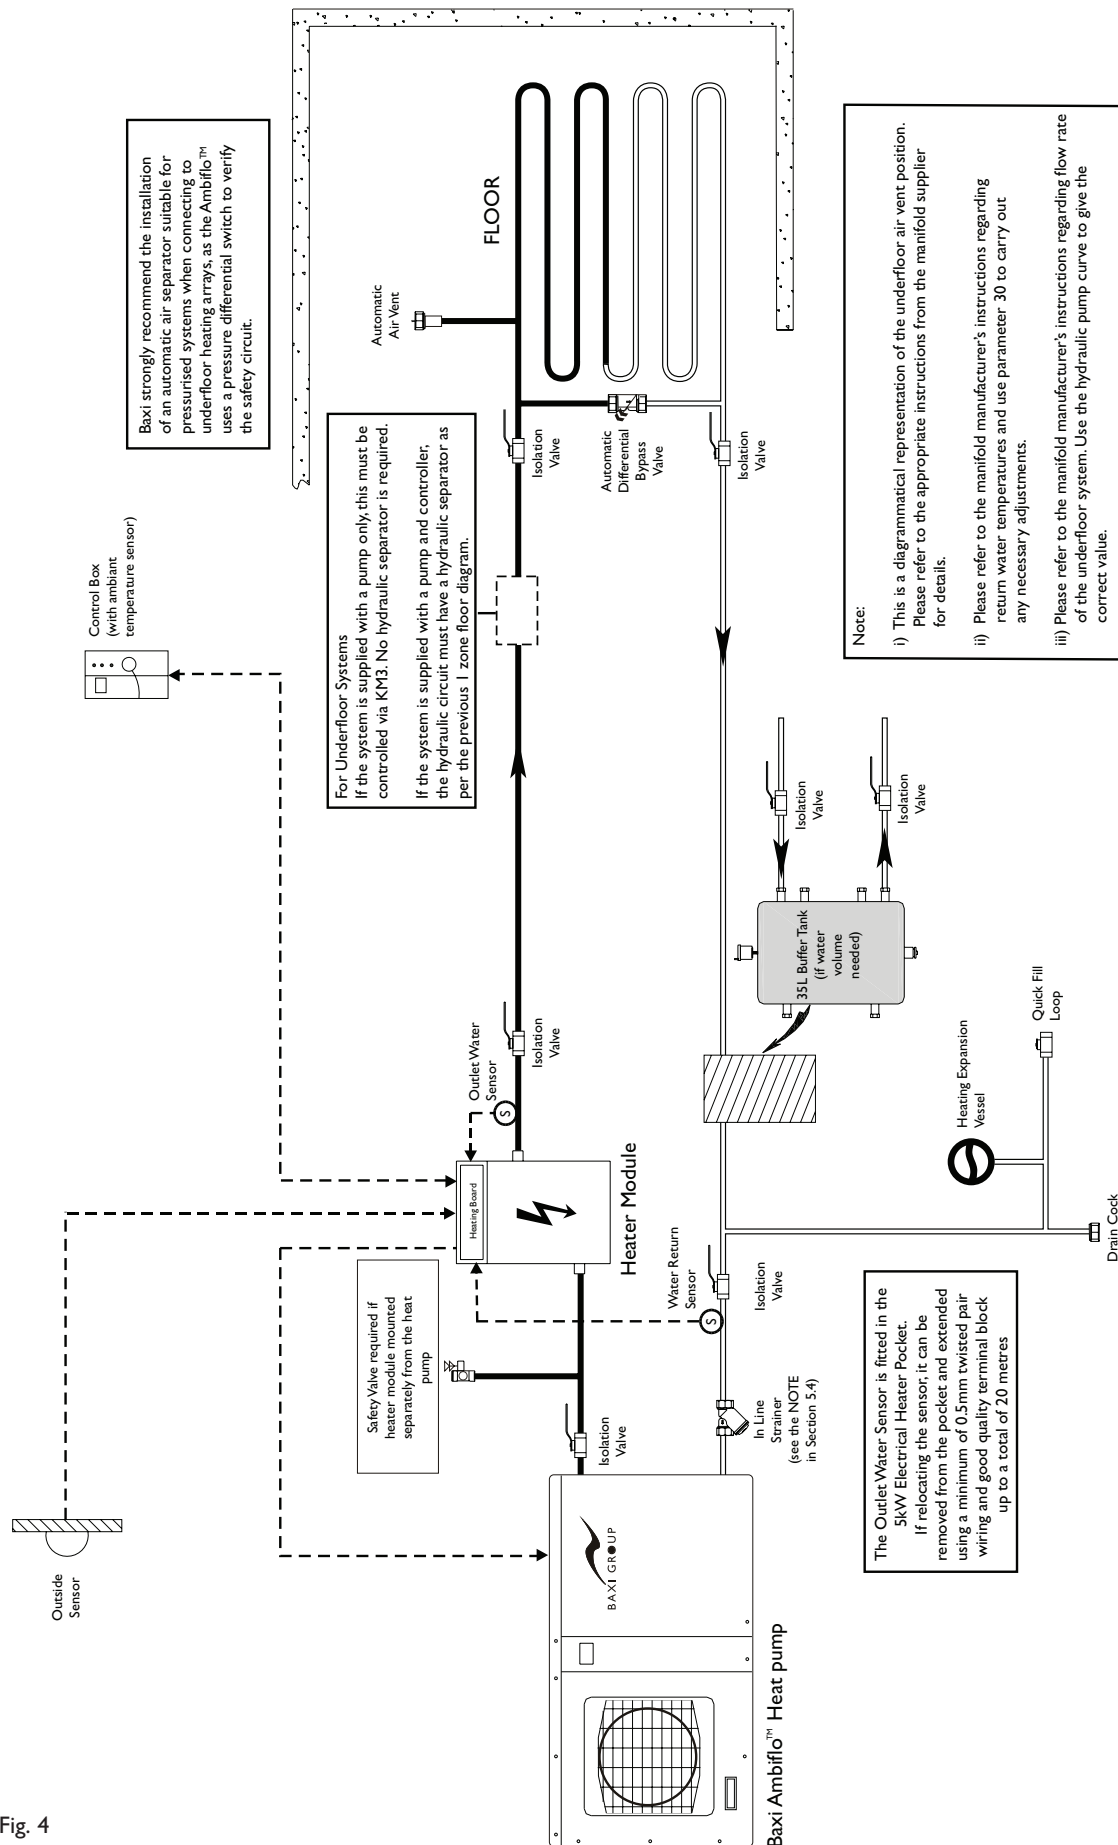 Fig. 4
Outside
Sensor
Control Box
(with ambiant
temperature sensor)
Baxi strongly recommend the installation
of an automatic air separator suitable for
pressurised systems when connecting to
underfloor heating arrays, as the Ambiflo™
uses a pressure differential switch to verify
the safety circuit.
Safety Valve required if
heater module mounted
separately from the heat
pump
For Underfloor Systems
If the system is supplied with a pump only, this must be
controlled via KM3. No hydraulic separator is required.
If the system is supplied with a pump and controller,
the hydraulic circuit must have a hydraulic separator as
per the previous 1 zone floor diagram.
Automatic
Air Vent
FLOOR
Heating Board
Outlet Water
Sensor
S
Isolation
Valve
Isolation
Valve
Isolation
Valve
Heater Module
Automatic
Differential
Bypass
Valve
BAXI GROUP
Water Return
Sensor
S
Isolation
Valve
Isolation
Valve
In Line
Strainer
(see the NOTE
in Section 5.4)
Baxi Ambiflo™ Heat pump
35L Buffer Tank
(if water
volume
needed)
Isolation
Valve
Isolation
Valve
Heating Expansion
Vessel
Quick Fill
Loop
Drain Cock
The Outlet Water Sensor is fitted in the
5kW Electrical Heater Pocket.
If relocating the sensor, it can be
removed from the pocket and extended
using a minimum of 0.5mm twisted pair
wiring and good quality terminal block
up to a total of 20 metres
Note:
i) This is a diagrammatical representation of the underfloor air vent position.
Please refer to the appropriate instructions from the manifold supplier
for details.
ii) Please refer to the manifold manufacturer's instructions regarding
return water temperatures and use parameter 30 to carry out
any necessary adjustments.
iii) Please refer to the manifold manufacturer's instructions regarding flow rate
of the underfloor system. Use the hydraulic pump curve to give the
correct value.